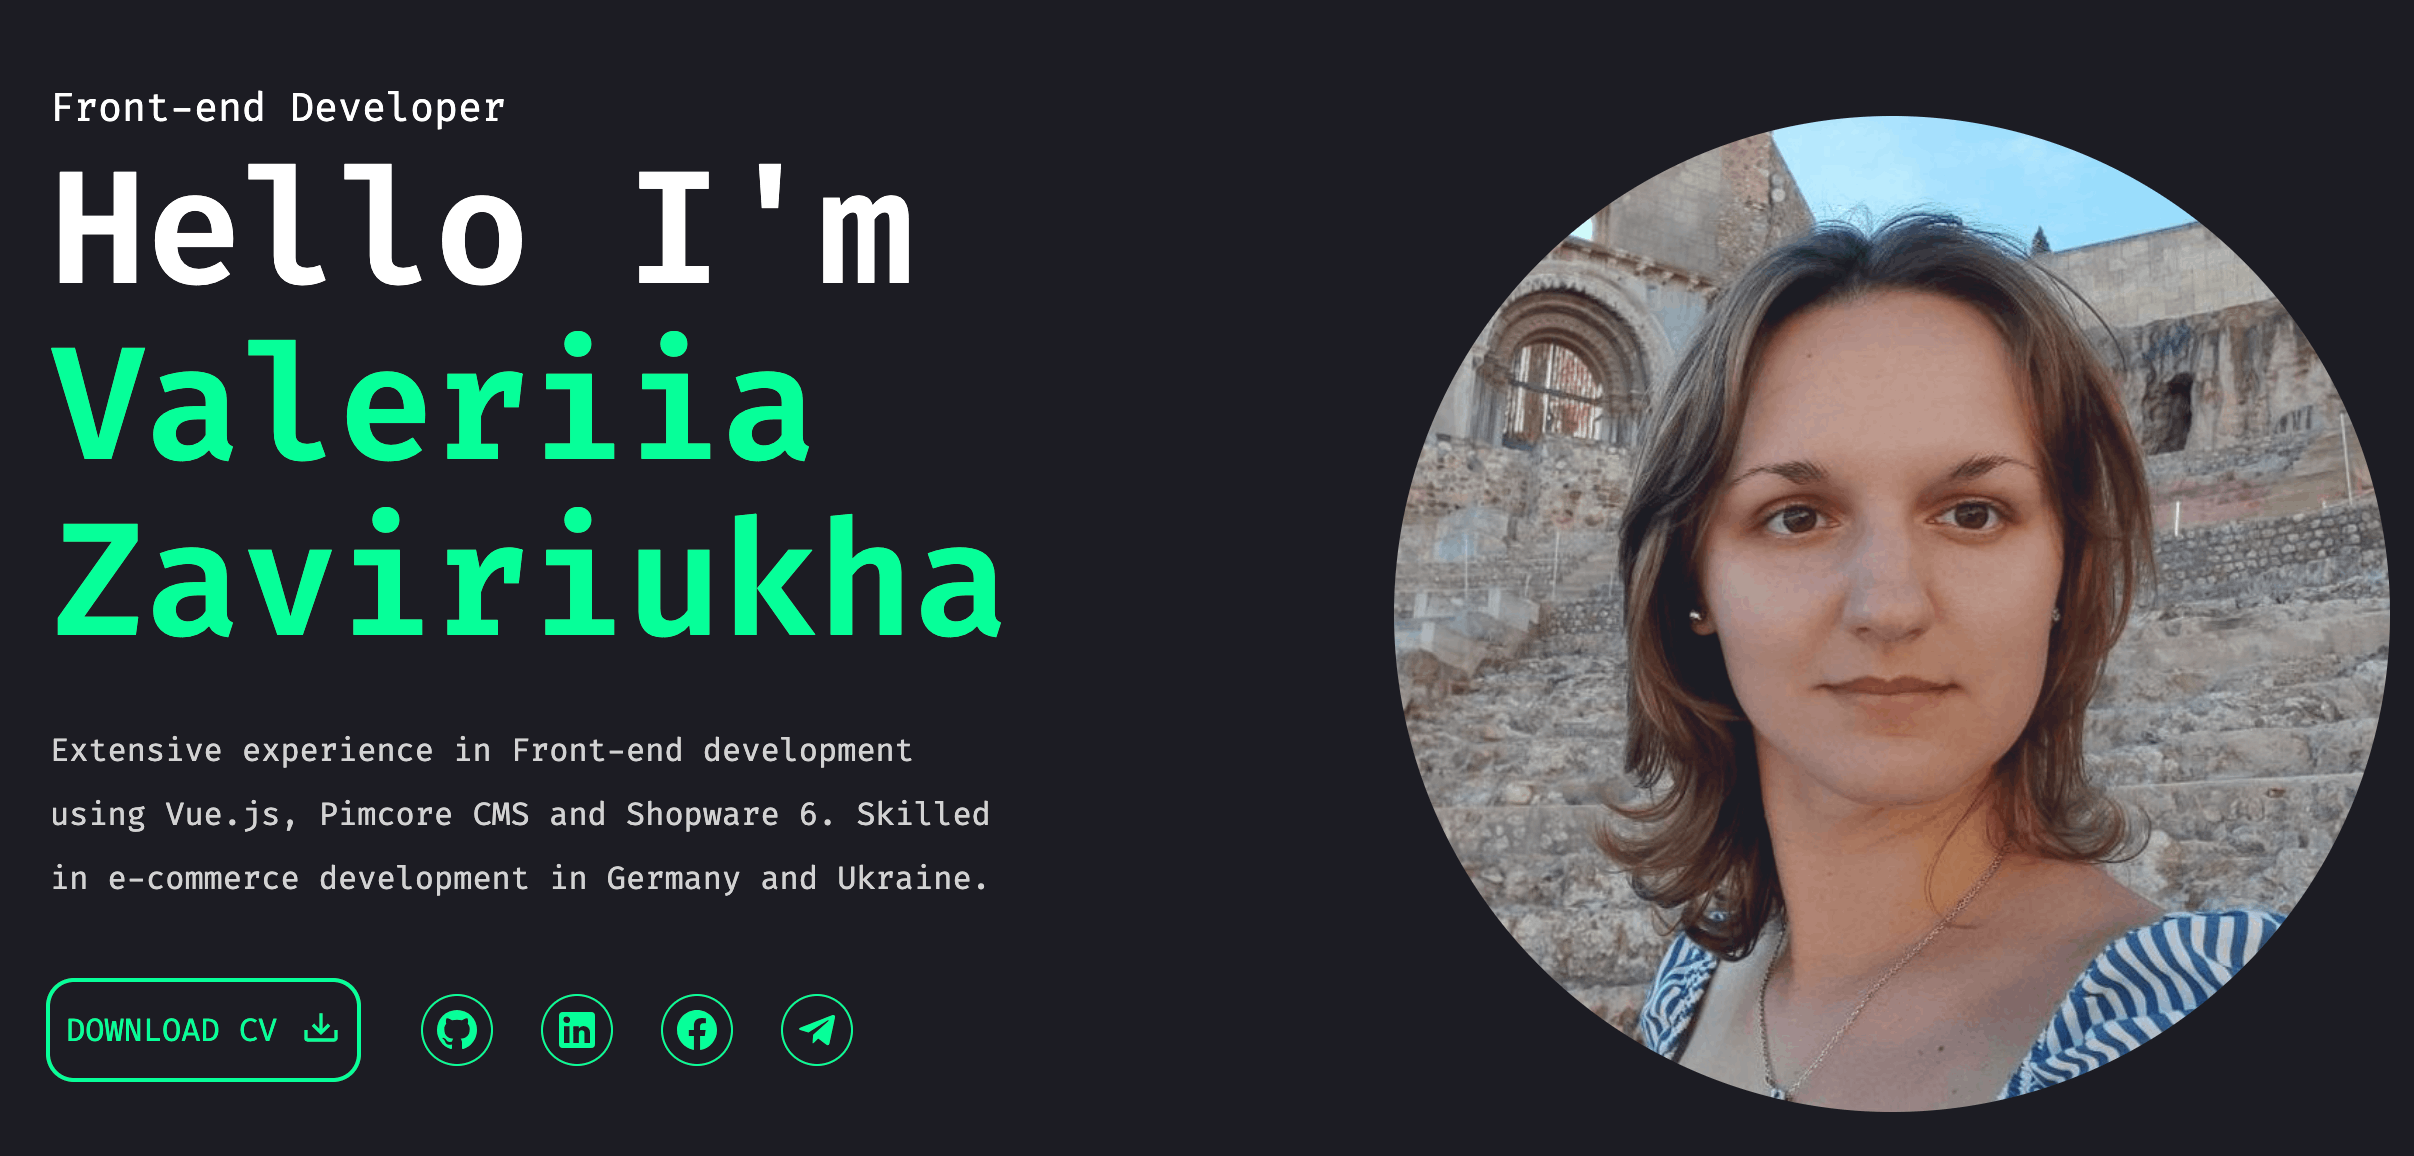 Front-end Developer
Hello I'm
Valeriia
Zaviriukha
Extensive experience in Front-end development
using Vue.js, Pimcore CMS and Shopware 6. Skilled
in e-commerce development in Germany and Ukraine.
DOWNLOAD CV